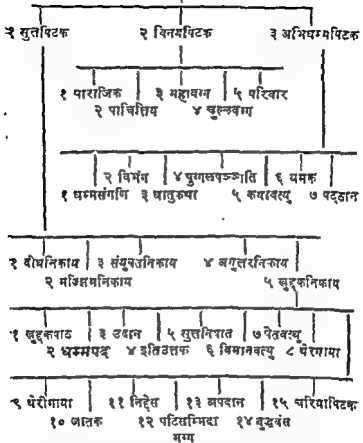 १ सुत्तपिटक २ विनयपिटक ३ अभिधम्मपिटक
१ पाराजिक ३ महावग्ग ५ परिवार
२ पाचित्तिय ४ चुल्लवग्ग
२ विभंग ४ पुग्गलपञ्ञति ६ यमक
१ धम्मसंगणि ३ धातुकथा ५ कथावत्थु ७ पट्ठान
१ दीघनिकाय ३ संयुत्तनिकाय ४ अंगुत्तरनिकाय
२ मज्झिमनिकाय ५ खुद्दकनिकाय
१ खुद्दकपाठ ३ उदान ५ सुत्तनिपात ७ पेतवत्थु
२ धम्मपद ४ इतिउत्तक ६ विमानवत्थु ८ थेरगाथा
९ थेरीगाथा ११ निद्देस १३ अपदान १५ चरियापिटक
१० जातक १२ पटिसम्भिदा १४ बुद्धवंस
मग्ग